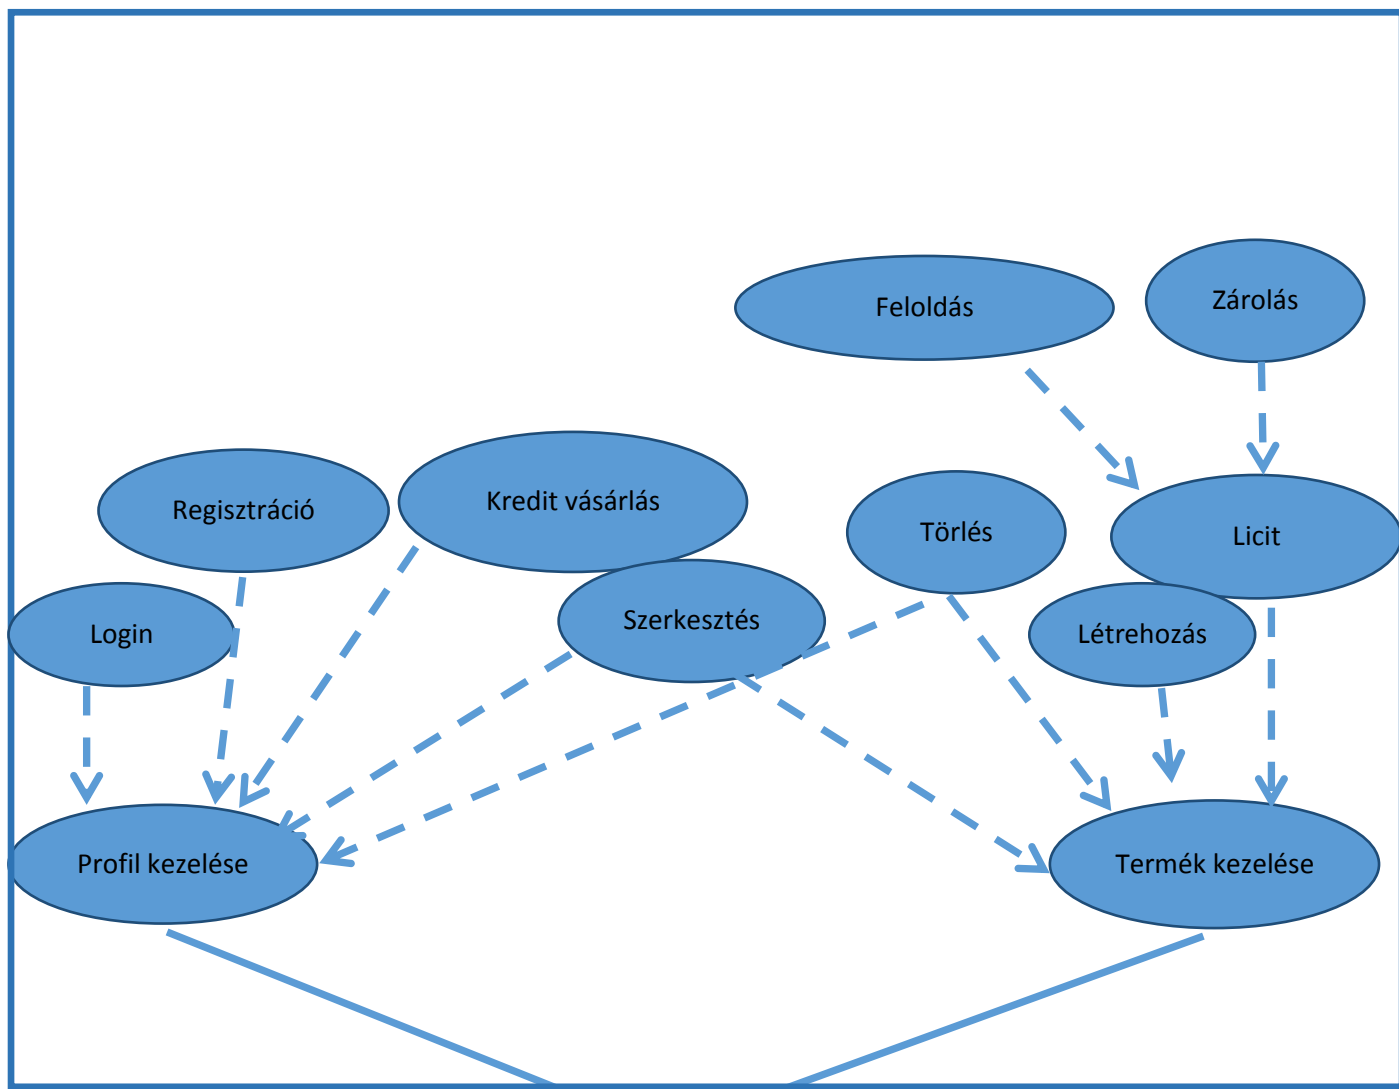 Zárolás
Feloldás
Kredit vásárlás
Regisztráció
Törlés
Licit
Szerkesztés
Login
Létrehozás
Profil kezelése
Termék kezelése